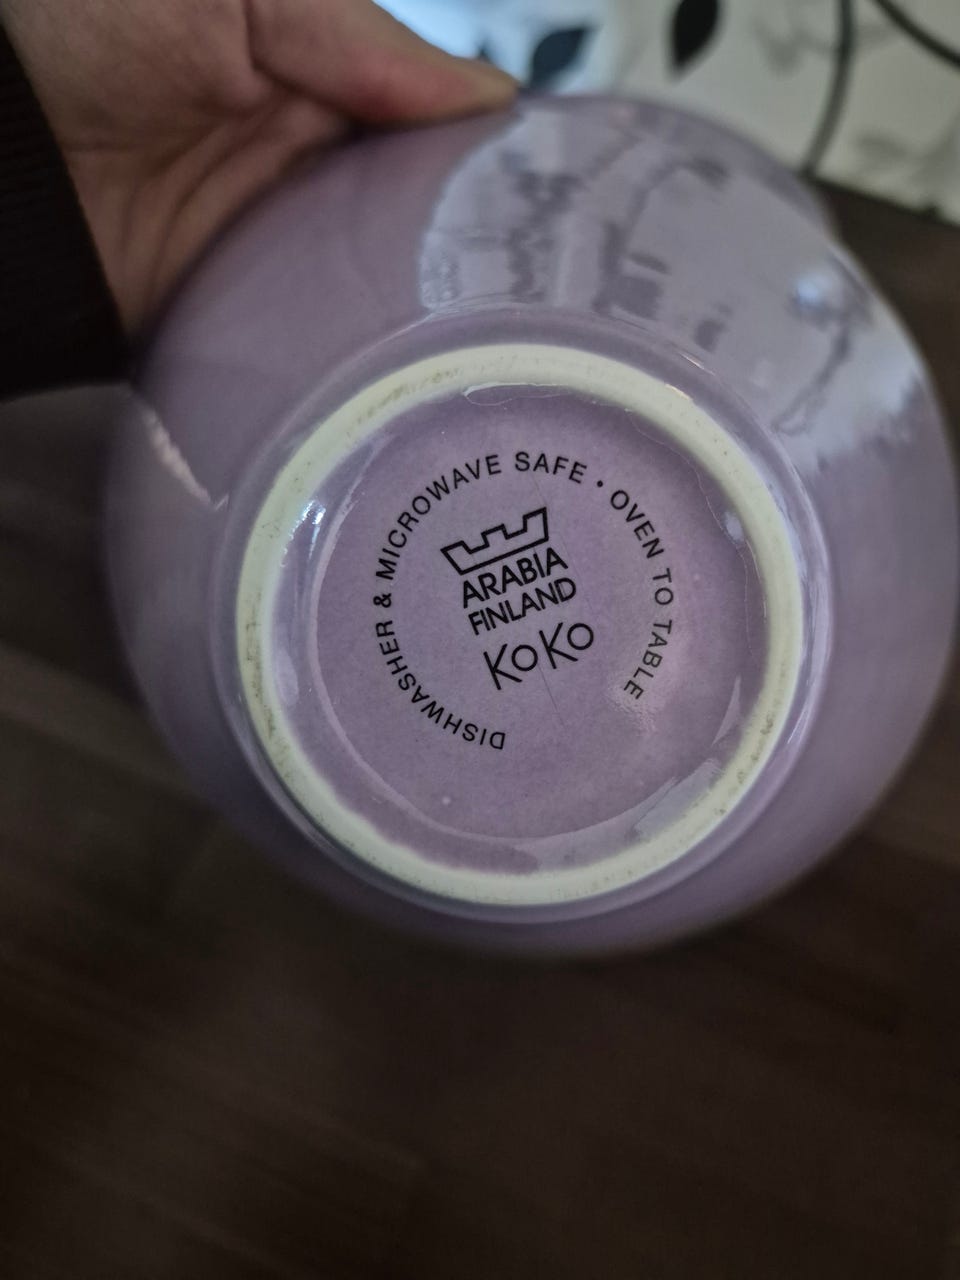 DISHWASHER & MICROWAVE SAFE • OVEN TO TABLE
ARABIA
FINLAND
KoKo